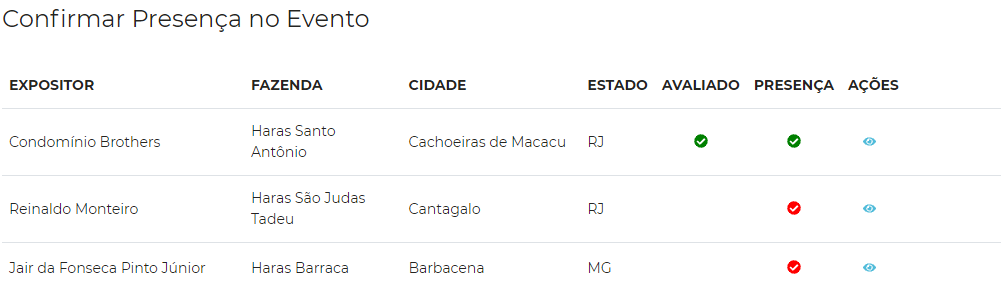 Confirmar Presença no Evento
EXPOSITOR FAZENDA CIDADE ESTADO AVALIADO PRESENÇA AÇÕES
Condomínio Brothers Haras Santo Antônio Cachoeiras de Macacu RJ
Reinaldo Monteiro Haras São Judas Tadeu Cantagalo RJ
Jair da Fonseca Pinto Júnior Haras Barraca Barbacena MG